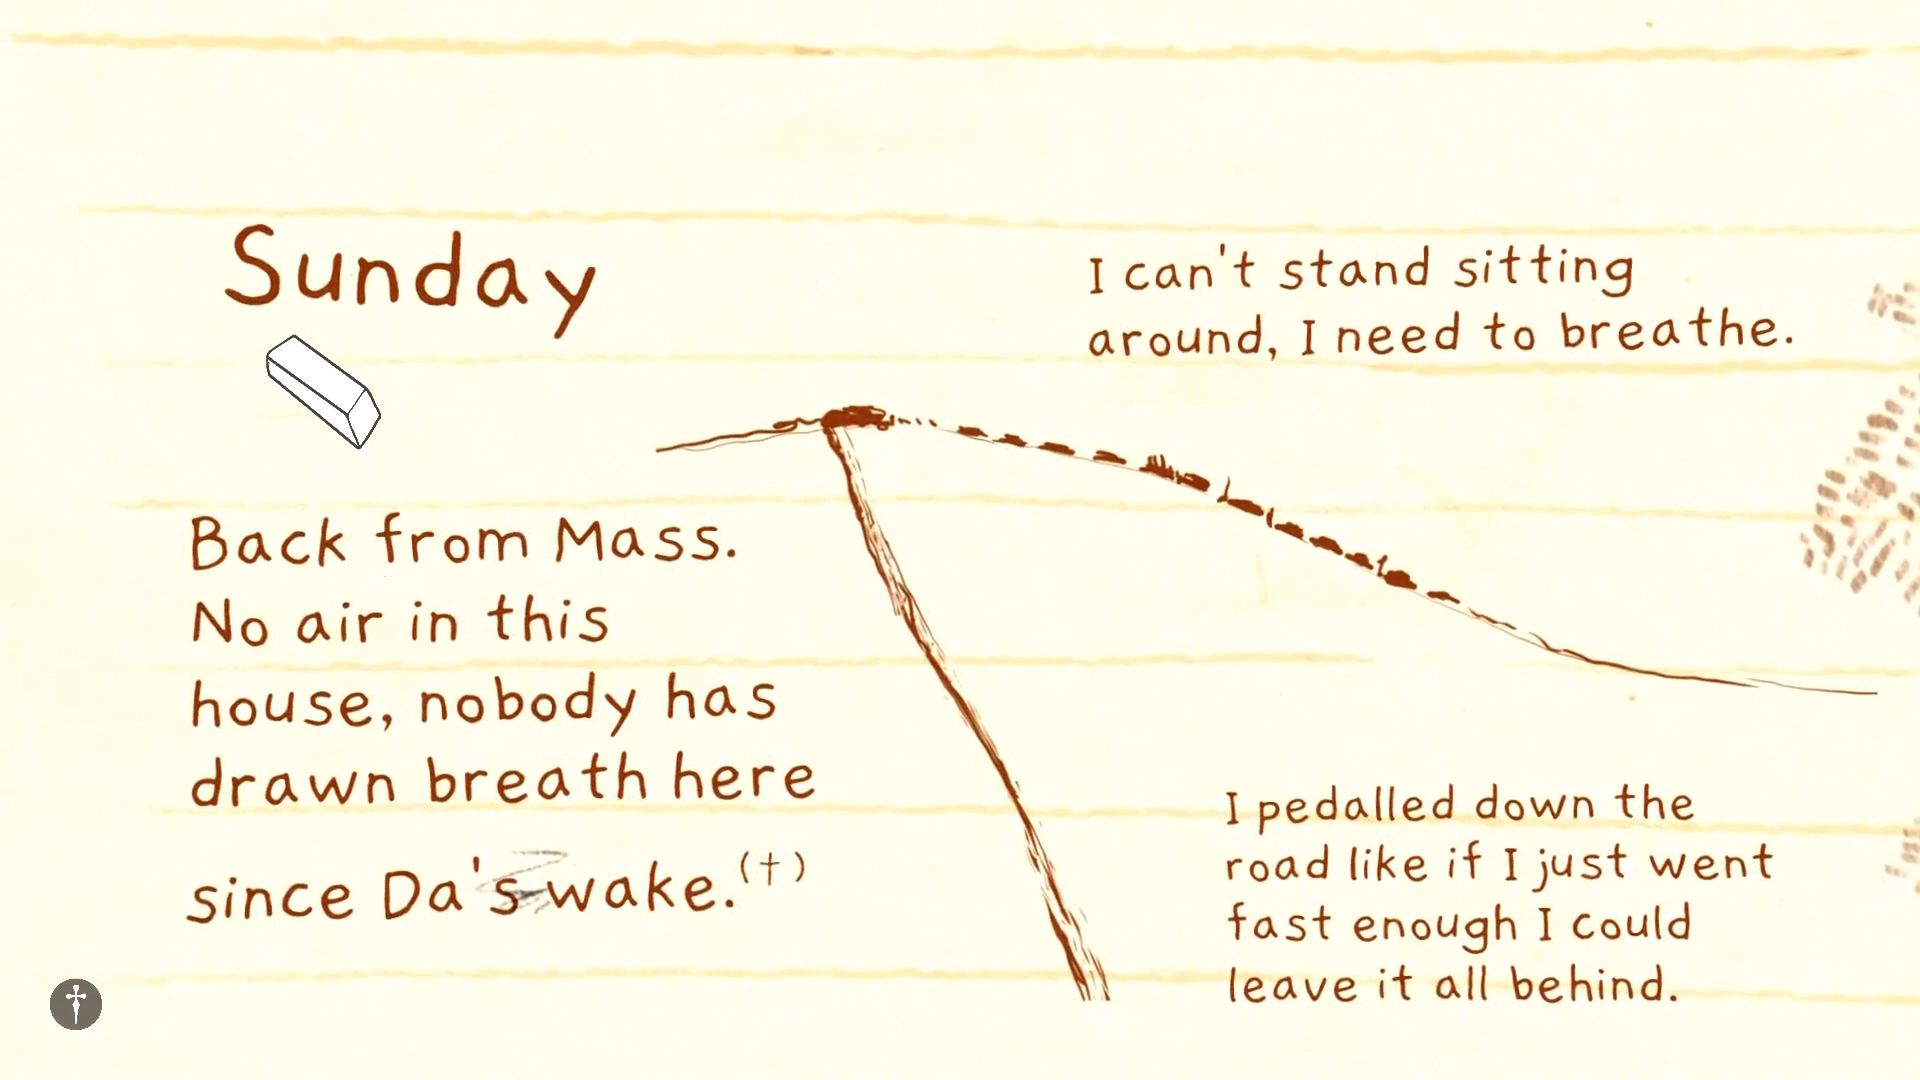 Sunday
Back from Mass.
No air in this
house, nobody has
drawn breath here
since Da's wake.(†)
I can't stand sitting
around, I need to breathe.
I pedalled down the
road like if I just went
fast enough I could
leave it all behind.